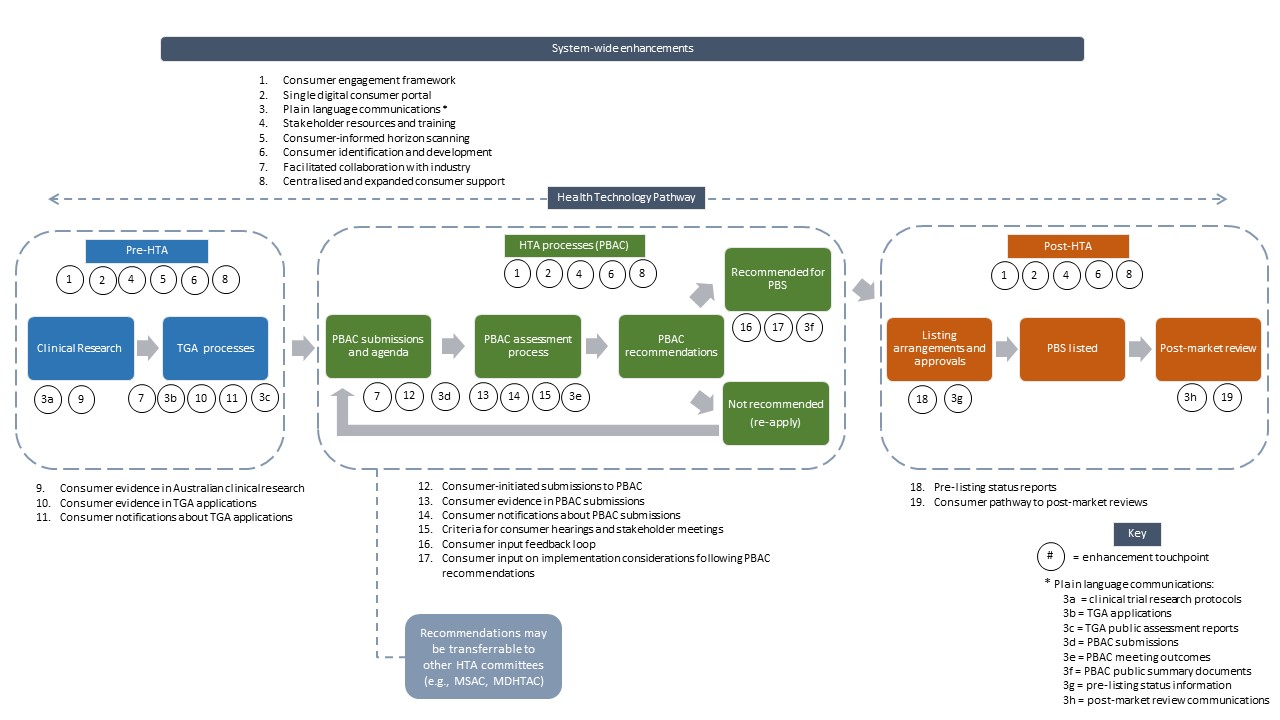 System-wide enhancements
1. Consumer engagement framework
2. Single digital consumer portal
3. Plain language communications *
4. Stakeholder resources and training
5. Consumer-informed horizon scanning
6. Consumer identification and development
7. Facilitated collaboration with industry
8. Centralised and expanded consumer support
Health Technology Pathway
Pre-HTA
1 2 4 5 6 8
Clinical Research
TGA processes
3a 9
7 3b 10 11 3c
9. Consumer evidence in Australian clinical research
10. Consumer evidence in TGA applications
11. Consumer notifications about TGA applications
HTA processes (PBAC)
1 2 4 6 8
PBAC submissions
and agenda
PBAC assessment
process
PBAC
recommendations
Recommended for
PBS
16 17 3f
Not recommended
(re-apply)
7 12 3d
13 14 15 3e
12. Consumer-initiated submissions to PBAC
13. Consumer evidence in PBAC submissions
14. Consumer notifications about PBAC submissions
15. Criteria for consumer hearings and stakeholder meetings
16. Consumer input feedback loop
17. Consumer input on implementation considerations following PBAC
recommendations
Recommendations may
be transferrable to
other HTA committees
(e.g., MSAC, MDHTAC)
Post-HTA
1 2 4 6 8
Listing
arrangements and
approvals
PBS listed
Post-market review
18 3g
3h 19
18. Pre-listing status reports
19. Consumer pathway to post-market reviews
Key
# = enhancement touchpoint
* Plain language communications:
3a = clinical trial research protocols
3b = TGA applications
3c = TGA public assessment reports
3d = PBAC submissions
3e = PBAC meeting outcomes
3f = PBAC public summary documents
3g = pre-listing status information
3h = post-market review communications